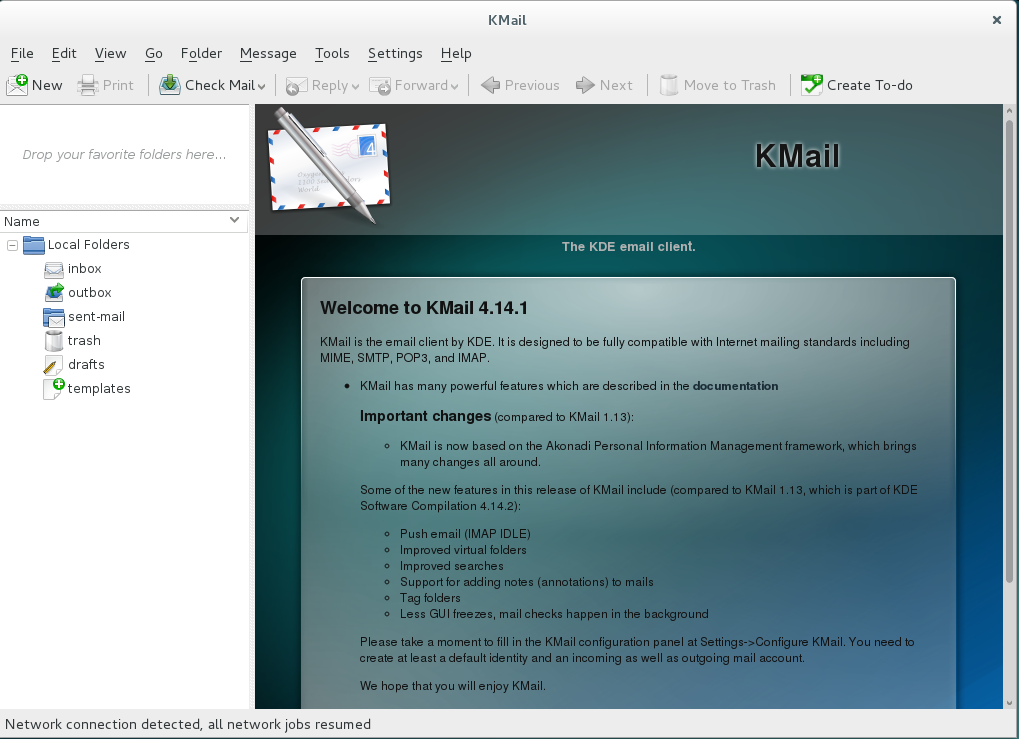 KMail
File Edit View Go Folder Message Tools Settings Help
New Print Check Mail Reply Forward Previous Next Move to Trash Create To-do
Drop your favorite folders here...
Name
Local Folders
inbox
outbox
sent-mail
trash
drafts
templates
4
KMail
The KDE email client.
Welcome to KMail 4.14.1
KMail is the email client by KDE. It is designed to be fully compatible with Internet mailing standards including
MIME, SMTP, POP3, and IMAP.
• KMail has many powerful features which are described in the documentation
Important changes (compared to KMail 1.13):
◦ KMail is now based on the Akonadi Personal Information Management framework, which brings
many changes all around.
Some of the new features in this release of KMail include (compared to KMail 1.13, which is part of KDE
Software Compilation 4.14.2):
◦ Push email (IMAP IDLE)
◦ Improved virtual folders
◦ Improved searches
◦ Support for adding notes (annotations) to mails
◦ Tag folders
◦ Less GUI freezes, mail checks happen in the background
Please take a moment to fill in the KMail configuration panel at Settings->Configure KMail. You need to
create at least a default identity and an incoming as well as outgoing mail account.
We hope that you will enjoy KMail.
Network connection detected, all network jobs resumed